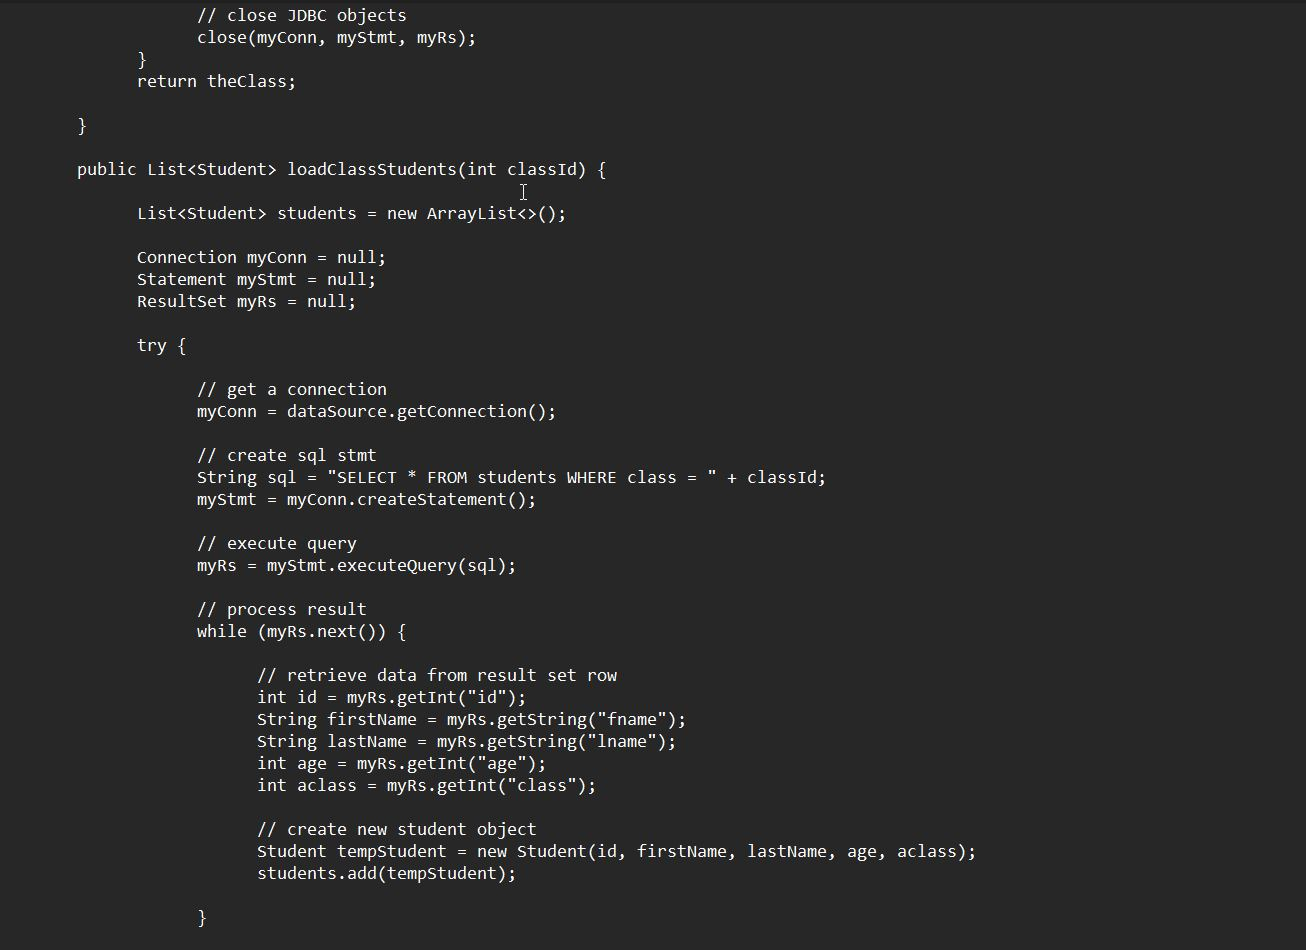 // close JDBC objects
close(myConn, myStmt, myRs);
}
return theClass;
}
public List<Student> loadClassStudents(int classId) {
List<Student> students = new ArrayList<>();
Connection myConn = null;
Statement myStmt = null;
ResultSet myRs = null;
try {
// get a connection
myConn = dataSource.getConnection();
// create sql stmt
String sql = "SELECT * FROM students WHERE class = " + classId;
myStmt = myConn.createStatement();
// execute query
myRs = myStmt.executeQuery(sql);
// process result
while (myRs.next()) {
// retrieve data from result set row
int id = myRs.getInt("id");
String firstName = myRs.getString("fname");
String lastName = myRs.getString("lname");
int age = myRs.getInt("age");
int aclass = myRs.getInt("class");
// create new student object
Student tempStudent = new Student(id, firstName, lastName, age, aclass);
students.add(tempStudent);
}